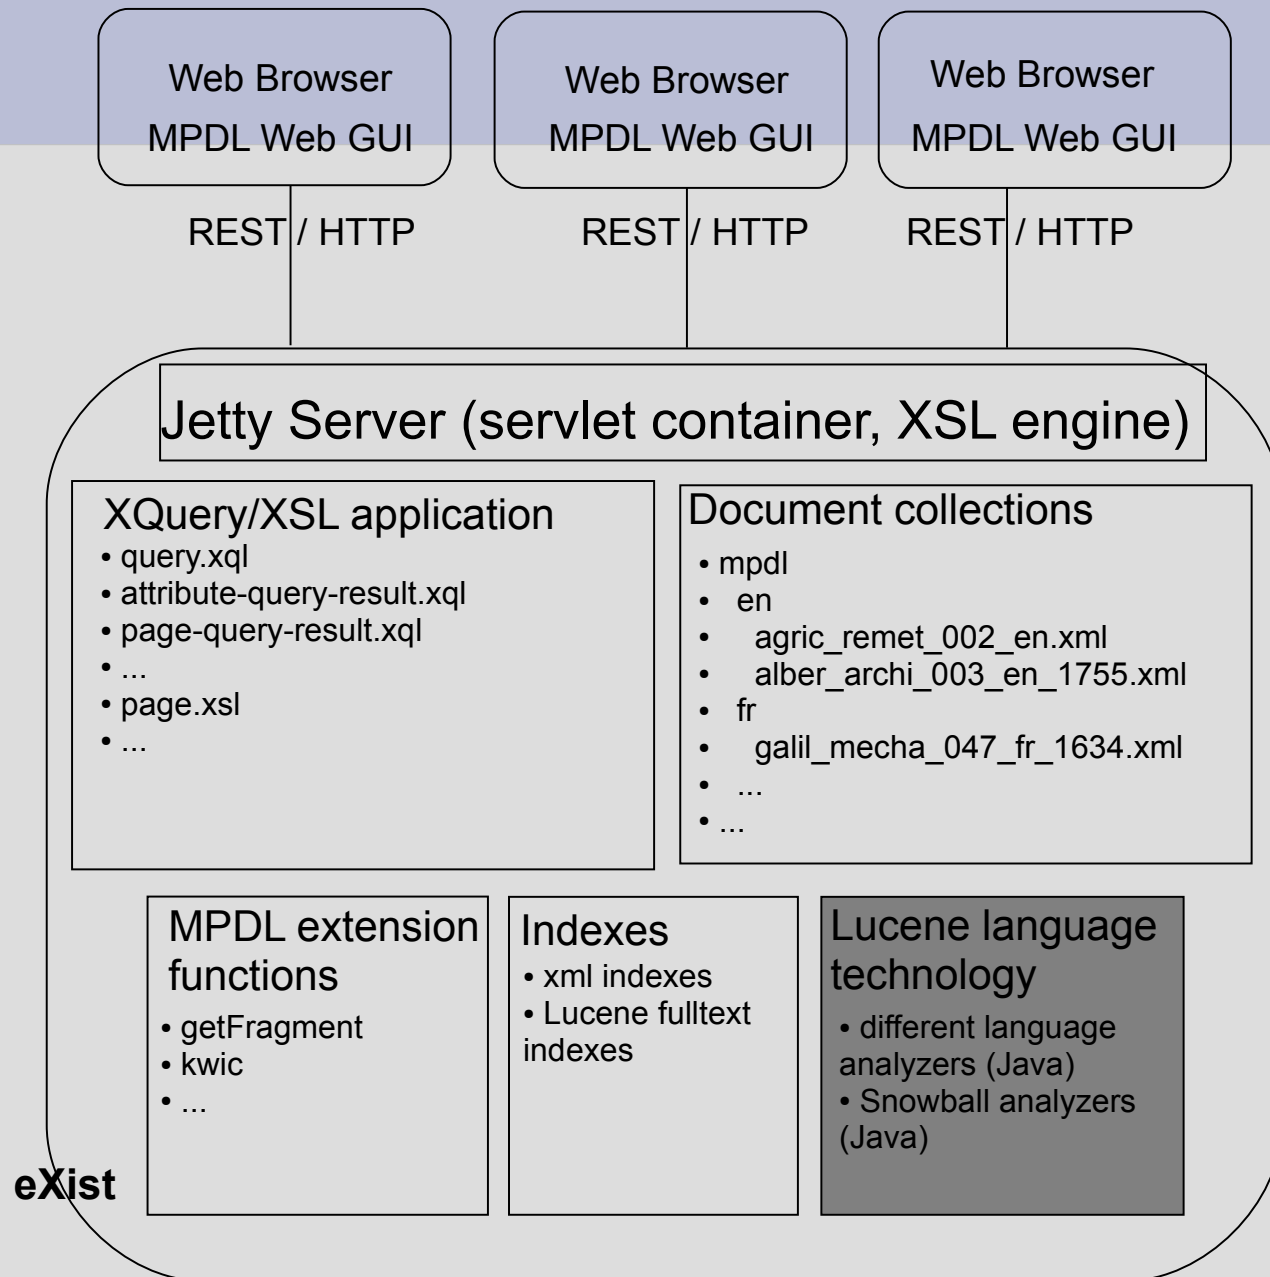 Web Browser
MPDL Web GUI
Web Browser
MPDL Web GUI
Web Browser
MPDL Web GUI
REST / HTTP
REST / HTTP
REST / HTTP
Jetty Server (servlet container, XSL engine)
XQuery/XSL application
• query.xql
• attribute-query-result.xql
• page-query-result.xql
• ...
• page.xsl
• ...
Document collections
• mpdl
• en
• agric_remet_002_en.xml
• alber_archi_003_en_1755.xml
• fr
• galil_mecha_047_fr_1634.xml
• ...
• ...
MPDL extension
functions
• getFragment
• kwic
• ...
Indexes
• xml indexes
• Lucene fulltext
indexes
Lucene language
technology
• different language
analyzers (Java)
• Snowball analyzers
(Java)
eXist